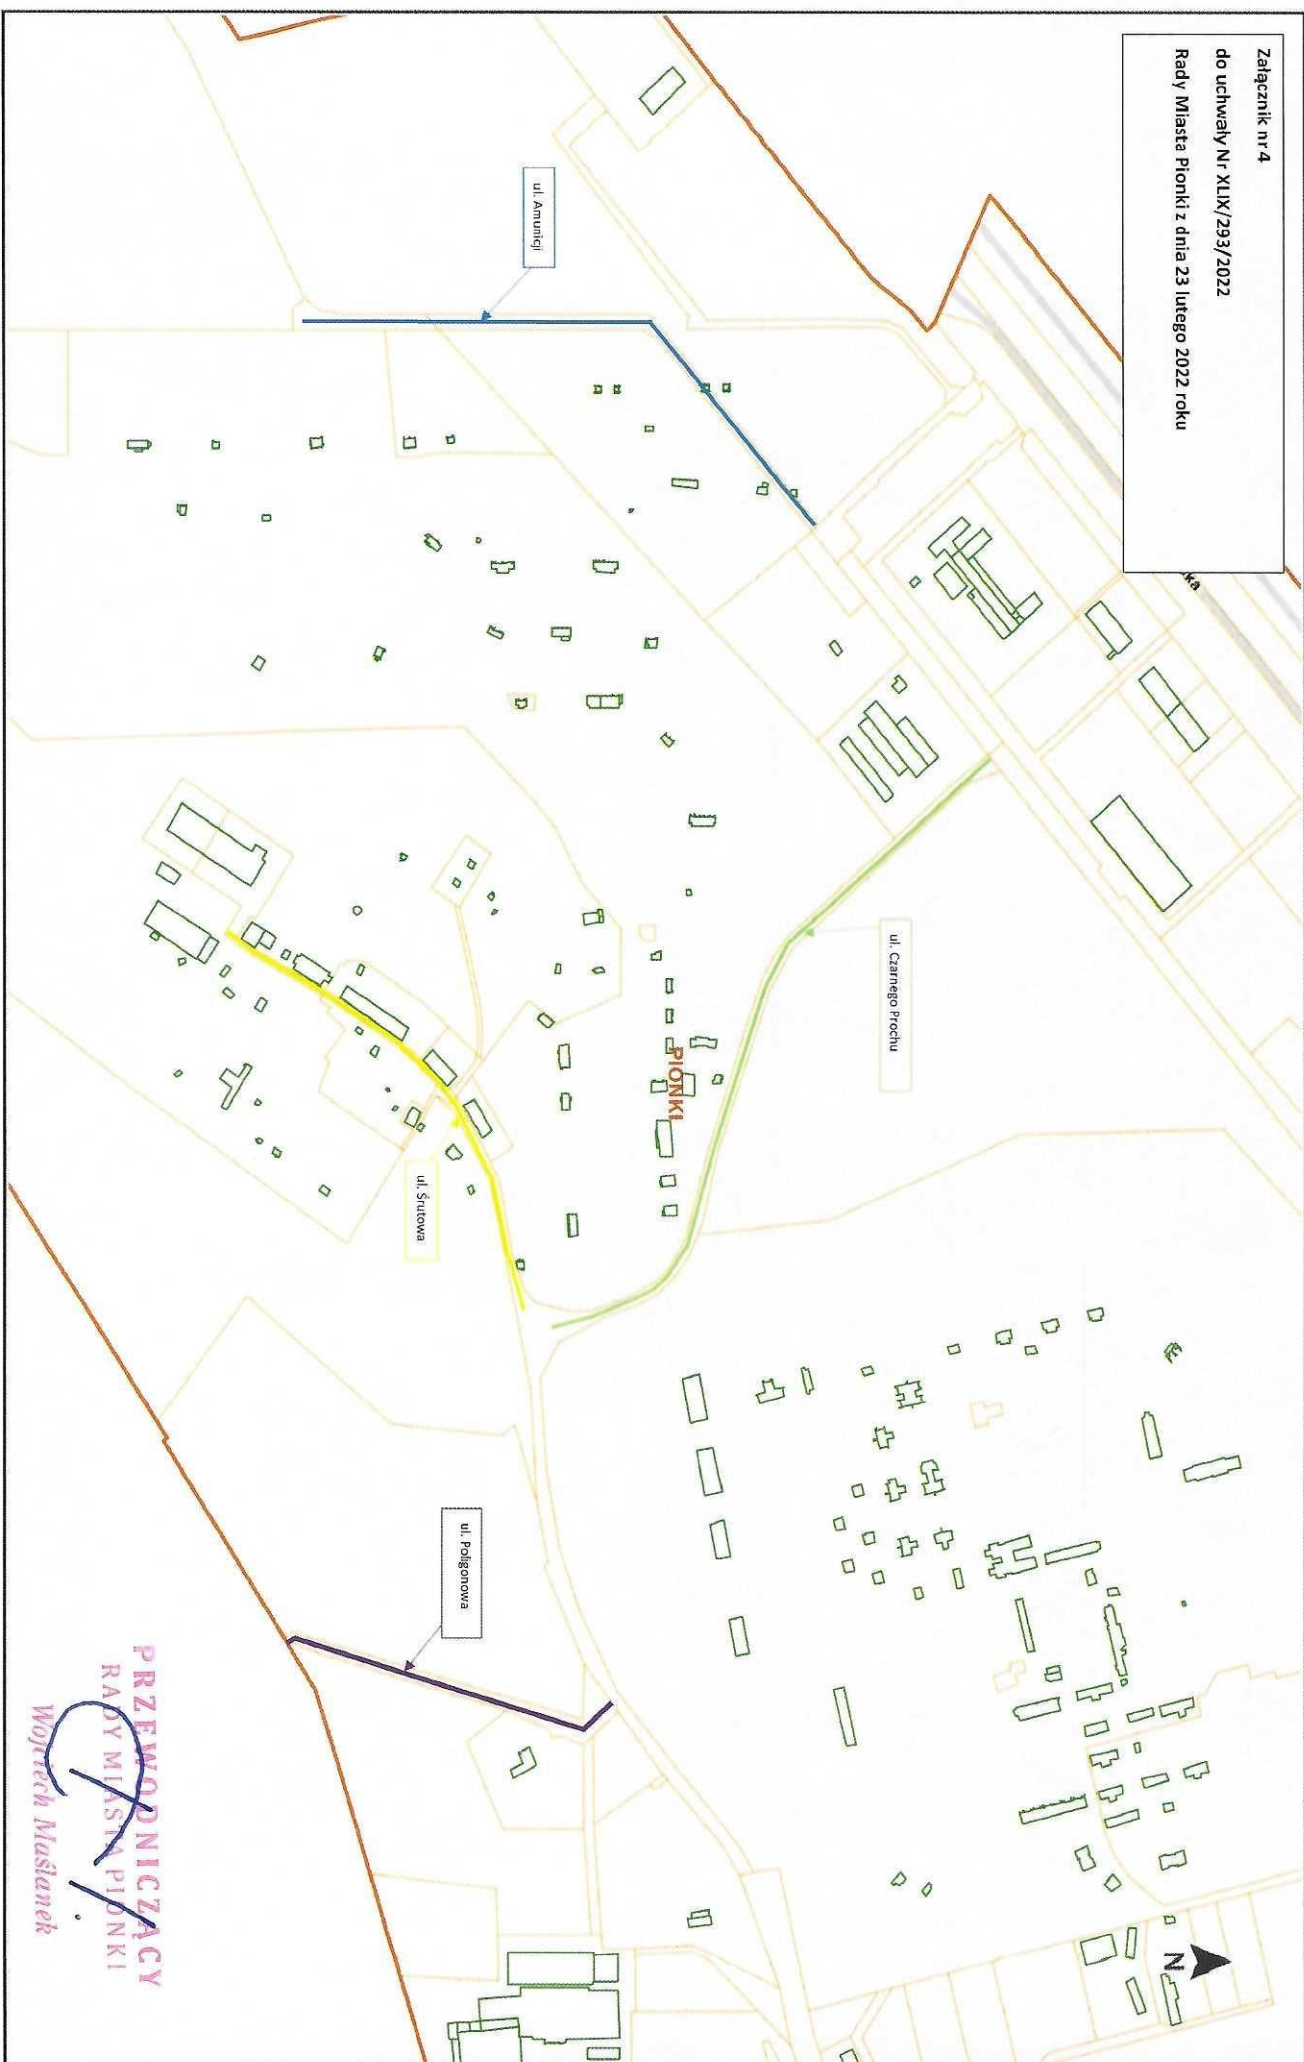 Załącznik nr 4
do uchwały Nr XLIX/293/2022
Rady Miasta Pionki z dnia 23 lutego 2022 roku
ul. Amunicji
ul. Czarnego Prochu
PIONKI
ul. Śrutowa
ul. Poligonowa
N
PRZEWODNICZĄCY
RADY MIASTA PIONKI
Wojciech Maślanek